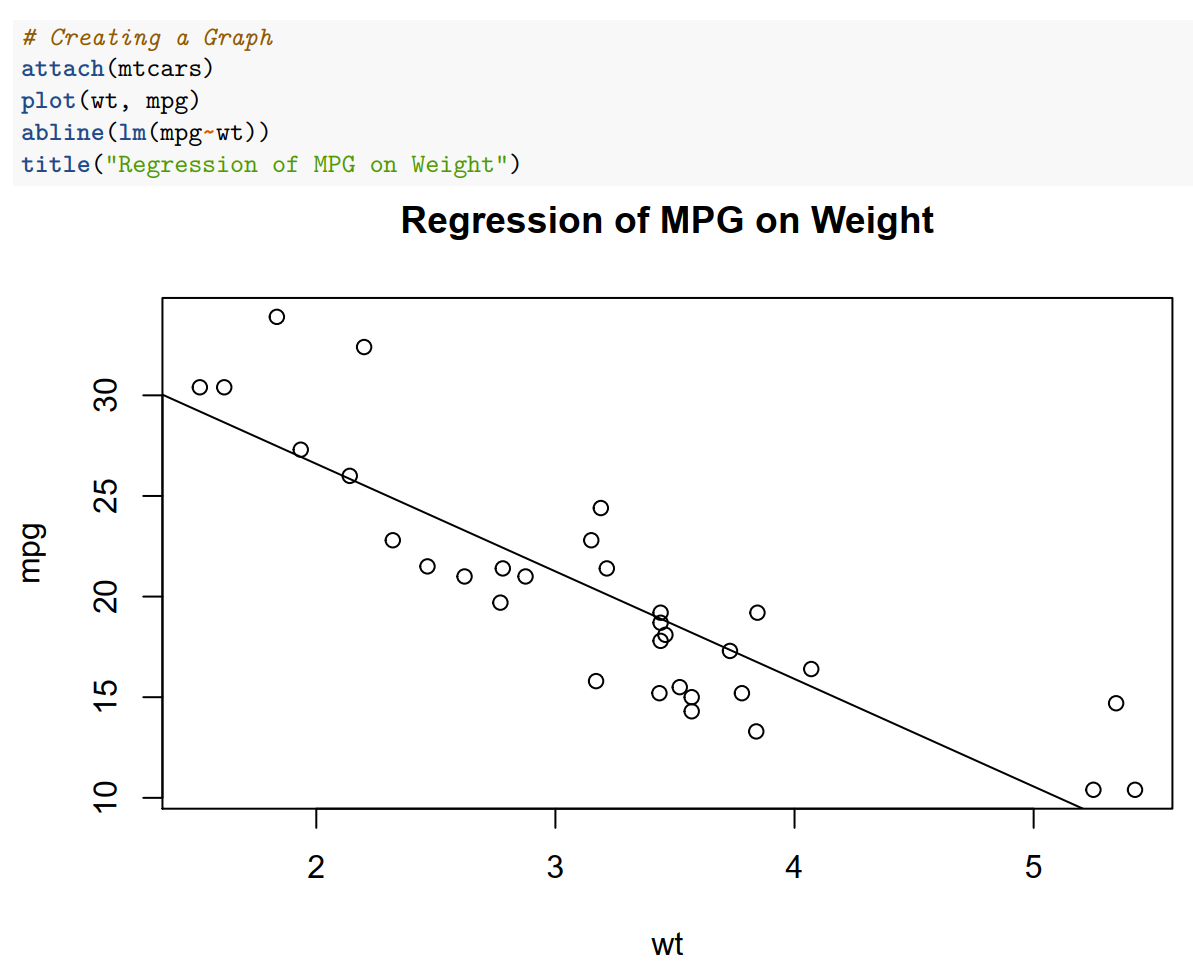 # Creating a Graph
attach(mtcars)
plot(wt, mpg)
abline(lm(mpg~wt))
title("Regression of MPG on Weight")
Regression of MPG on Weight
30
25
20
15
10
mpg
2 3 4 5
wt